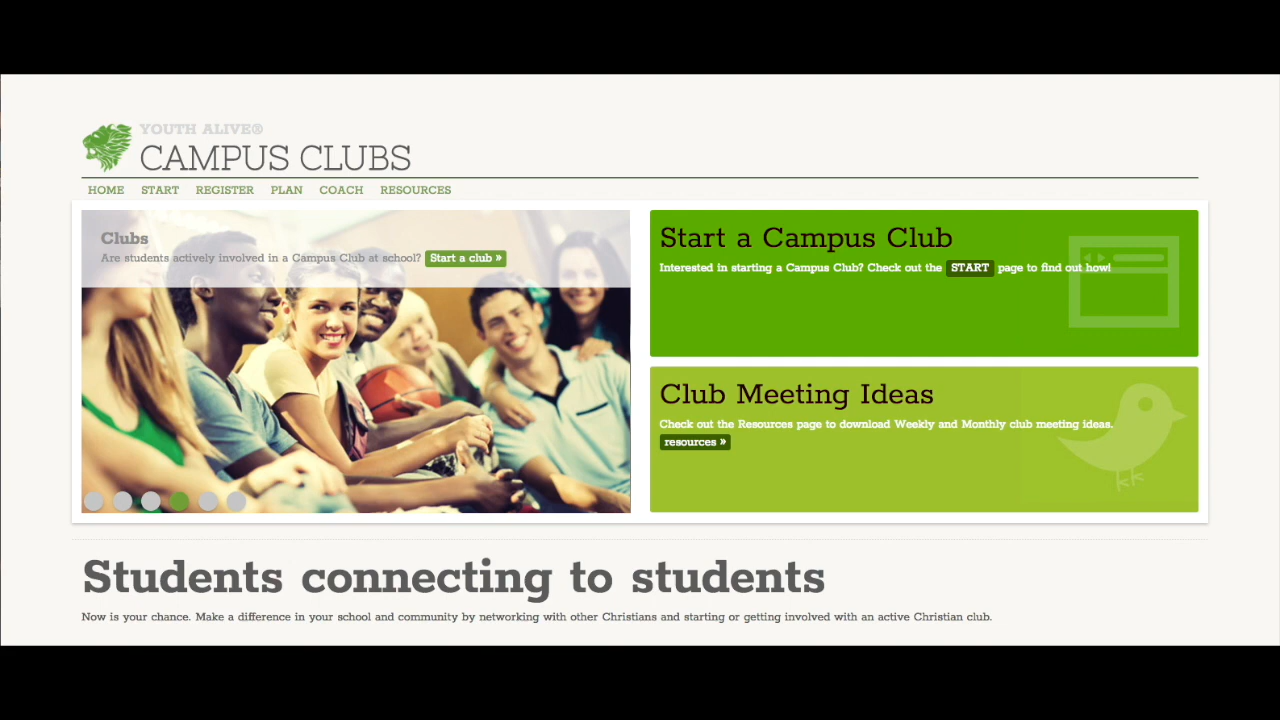 YOUTH ALIVE®
CAMPUS CLUBS
HOME START REGISTER PLAN COACH RESOURCES
Clubs
Are students actively involved in a Campus Club at school? Start a club »
Start a Campus Club
Interested in starting a Campus Club? Check out the START page to find out how!
Club Meeting Ideas
Check out the Resources page to download Weekly and Monthly club meeting ideas.
resources »
Students connecting to students
Now is your chance. Make a difference in your school and community by networking with other Christians and starting or getting involved with an active Christian club.